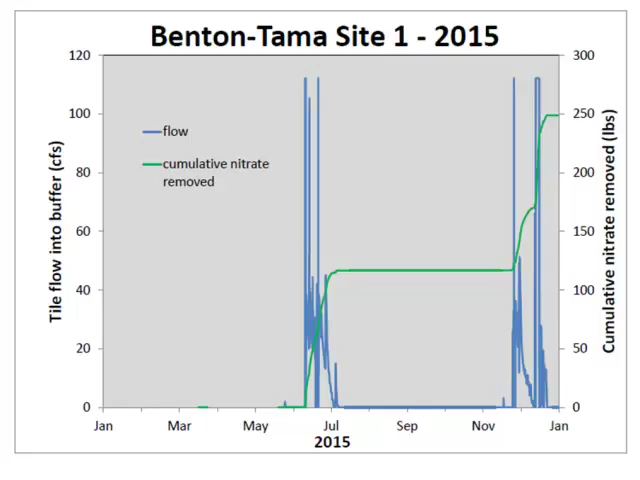 Benton-Tama Site 1 - 2015
120
100
80
60
40
20
0
Tile flow into buffer (cfs)
flow
cumulative nitrate
removed
300
250
200
150
100
50
0
Cumulative nitrate removed (lbs)
Jan Mar May Jul Sep Nov Jan
2015